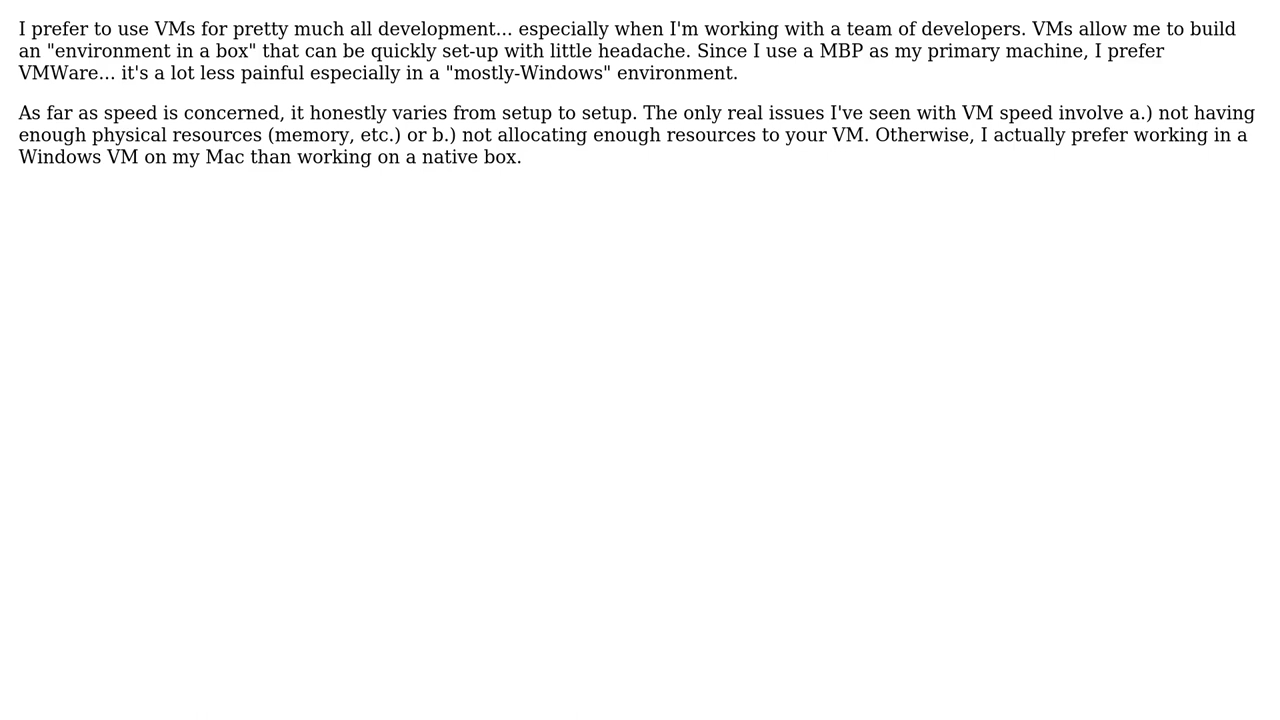 I prefer to use VMs for pretty much all development... especially when I'm working with a team of developers. VMs allow me to build
an "environment in a box" that can be quickly set-up with little headache. Since I use a MBP as my primary machine, I prefer
VMWare... it's a lot less painful especially in a "mostly-Windows" environment.
As far as speed is concerned, it honestly varies from setup to setup. The only real issues I've seen with VM speed involve a.) not having
enough physical resources (memory, etc.) or b.) not allocating enough resources to your VM. Otherwise, I actually prefer working in a
Windows VM on my Mac than working on a native box.